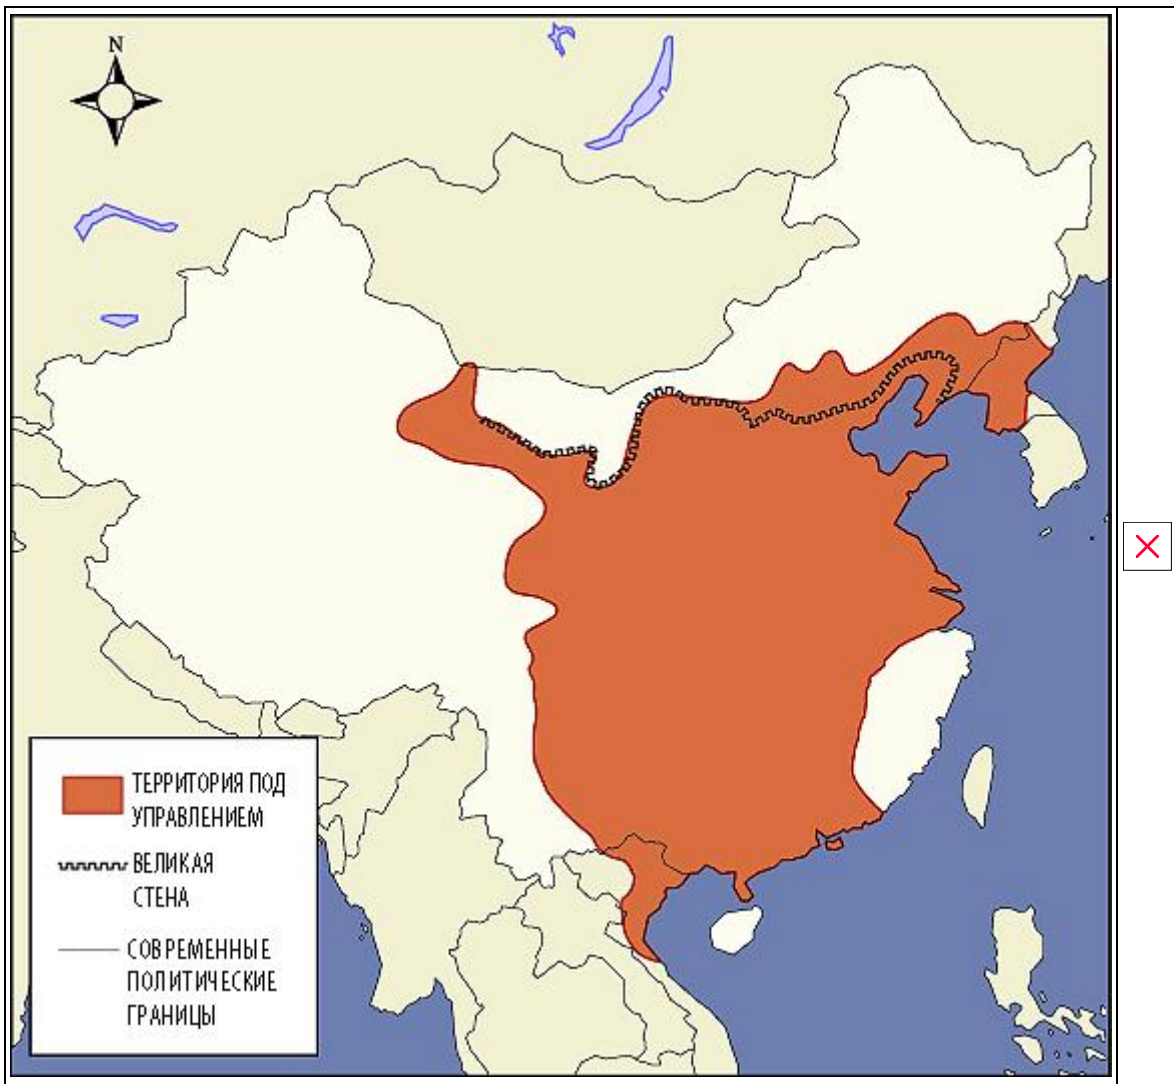 N
ТЕРРИТОРИЯ ПОД
УПРАВЛЕНИЕМ
ВЕЛИКАЯ
СТЕНА
СОВРЕМЕННЫЕ
ПОЛИТИЧЕСКИЕ
ГРАНИЦЫ